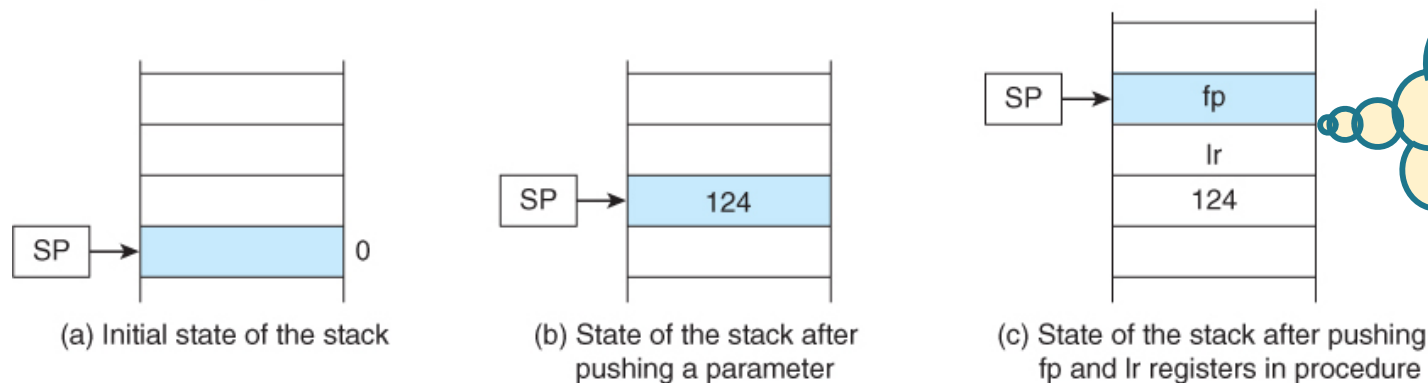 SP
0
(a) Initial state of the stack
SP
124
(b) State of the stack after
pushing a parameter
SP
fp
lr
124
(c) State of the stack after pushing
fp and lr registers in procedure